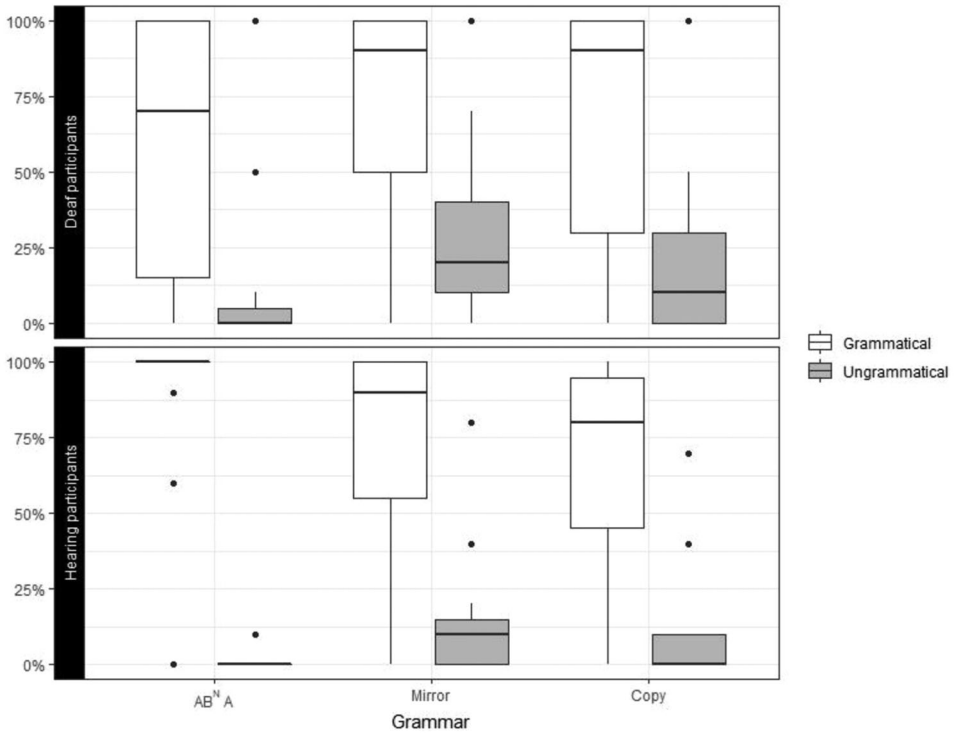 100%
75%
50%
25%
0%
Deaf participants
100%
75%
50%
25%
0%
Hearing participants
ABᴺ A
Mirror
Copy
Grammar
Grammatical
Ungrammatical